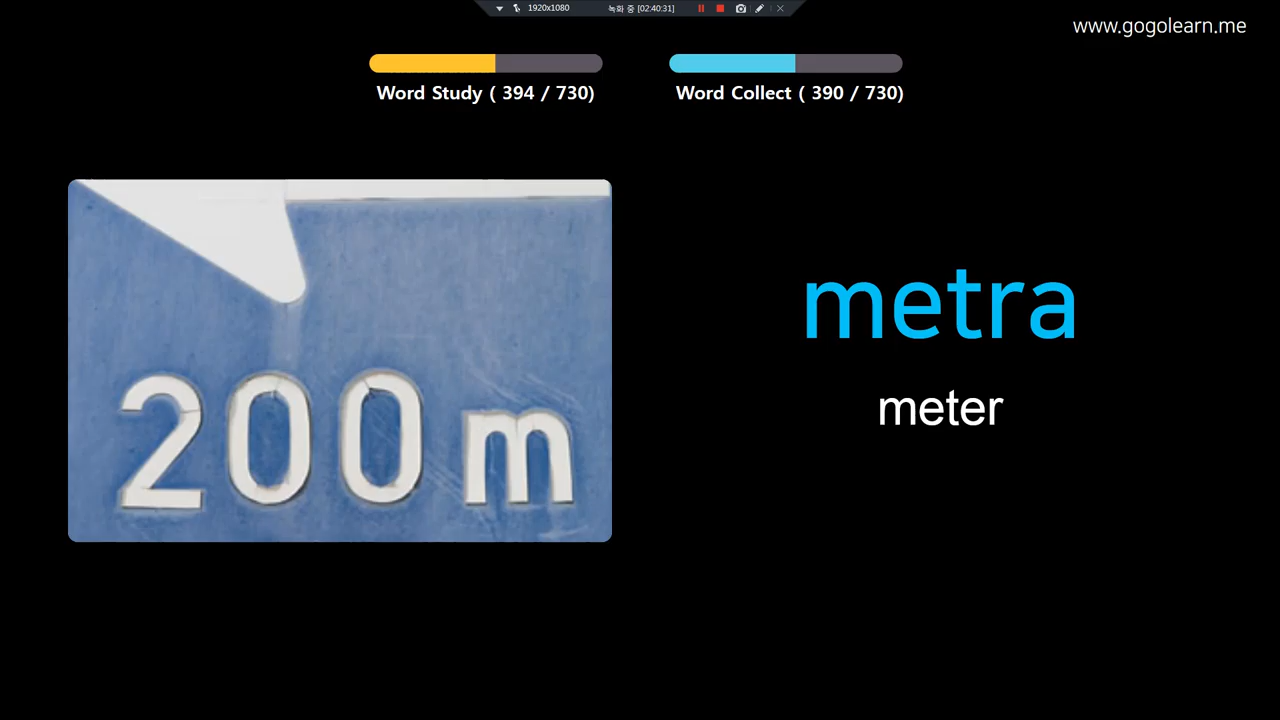 1920x1080 녹화 중 [02:40:31]
www.gogolearn.me
Word Study ( 394 / 730)
Word Collect ( 390 / 730)
metra
meter
200 m